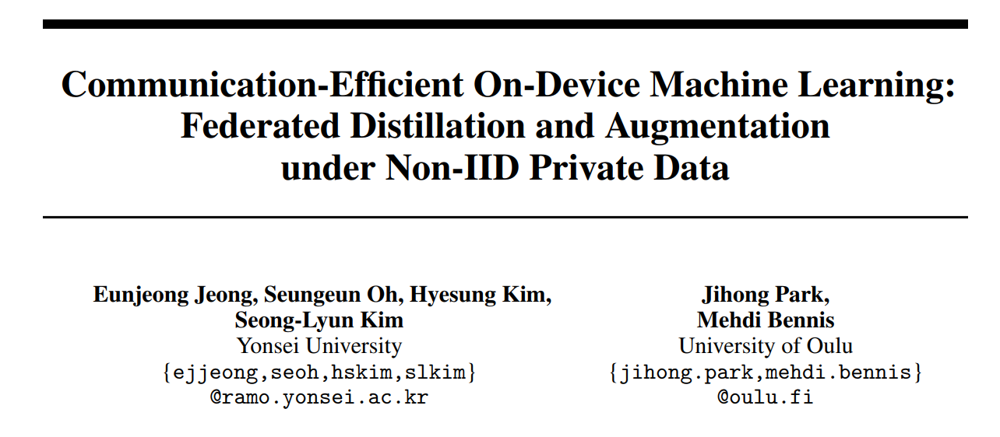 Communication-Efficient On-Device Machine Learning:
Federated Distillation and Augmentation
under Non-IID Private Data
Eunjeong Jeong, Seungeun Oh, Hyesung Kim,
Seong-Lyun Kim
Yonsei University
{ejjeong,seoh,hskim,slkim}
@ramo.yonsei.ac.kr
Jihong Park,
Mehdi Bennis
University of Oulu
{jihong.park,mehdi.bennis}
@oulu.fi